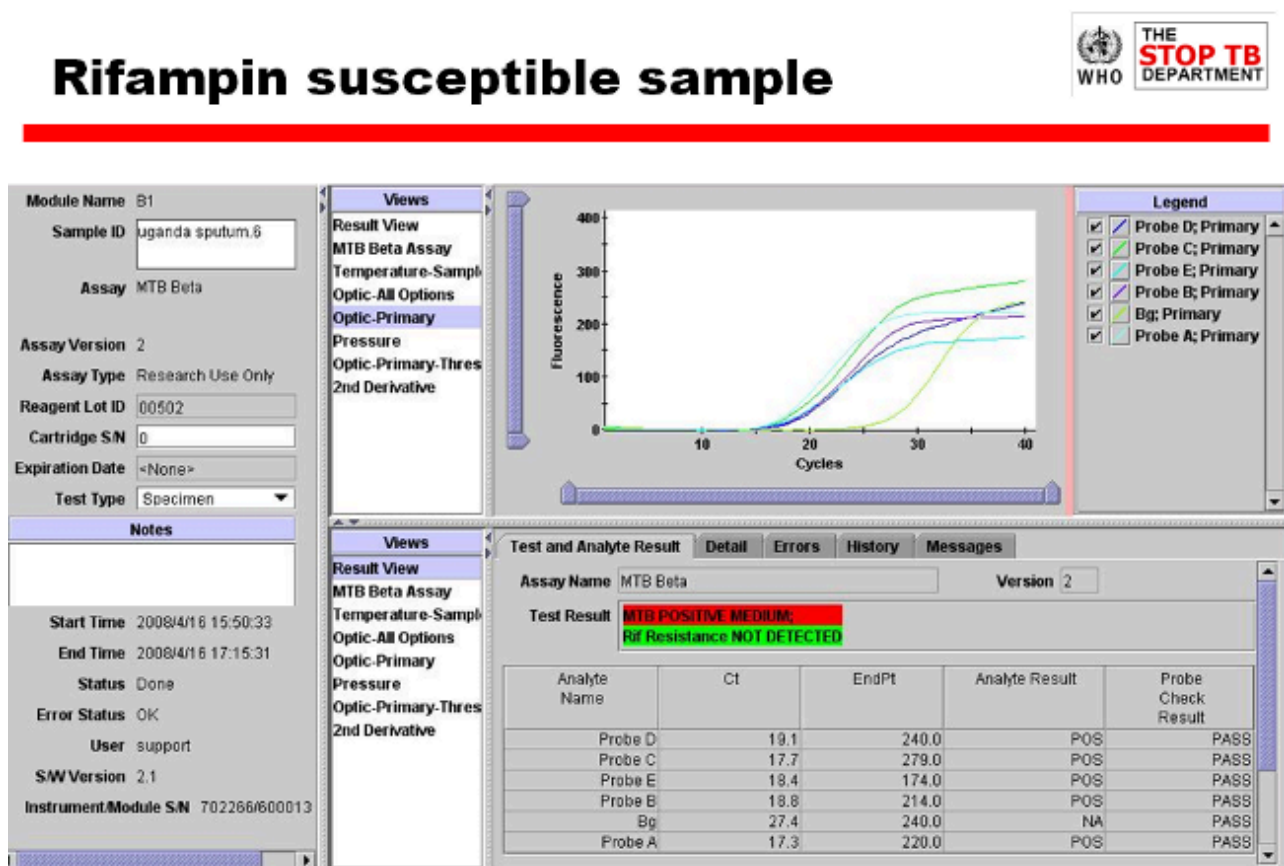 Rifampin susceptible sample
WHO
THE
STOP TB
DEPARTMENT
Module Name B1
Sample ID uganda sputum.6
Assay MTB Beta
Assay Version 2
Assay Type Research Use Only
Reagent Lot ID 00502
Cartridge S/N 0
Expiration Date <None>
Test Type Specimen
Notes
Start Time 2008/4/16 15:50:33
End Time 2008/4/16 17:15:31
Status Done
Error Status OK
User support
S/W Version 2.1
Instrument/Module S/N 702266/600013
Views
Result View
MTB Beta Assay
Temperature-Sampl
Optic-All Options
Optic-Primary
Pressure
Optic-Primary-Thres
2nd Derivative
Fluorescence
400
300
200
100
0
10 20 30 40
Cycles
Legend
Probe D; Primary
Probe C; Primary
Probe E; Primary
Probe B; Primary
Bg; Primary
Probe A; Primary
Views
Result View
MTB Beta Assay
Temperature-Sampl
Optic-All Options
Optic-Primary
Pressure
Optic-Primary-Thres
2nd Derivative
Test and Analyte Result Detail Errors History Messages
Assay Name MTB Beta Version 2
Test Result MTB POSITIVE MEDIUM;
Rif Resistance NOT DETECTED
Analyte Name Ct EndPt Analyte Result Probe Check Result
Probe D 19.1 240.0 POS PASS
Probe C 17.7 279.0 POS PASS
Probe E 18.4 174.0 POS PASS
Probe B 18.8 214.0 POS PASS
Bg 27.4 240.0 NA PASS
Probe A 17.3 220.0 POS PASS